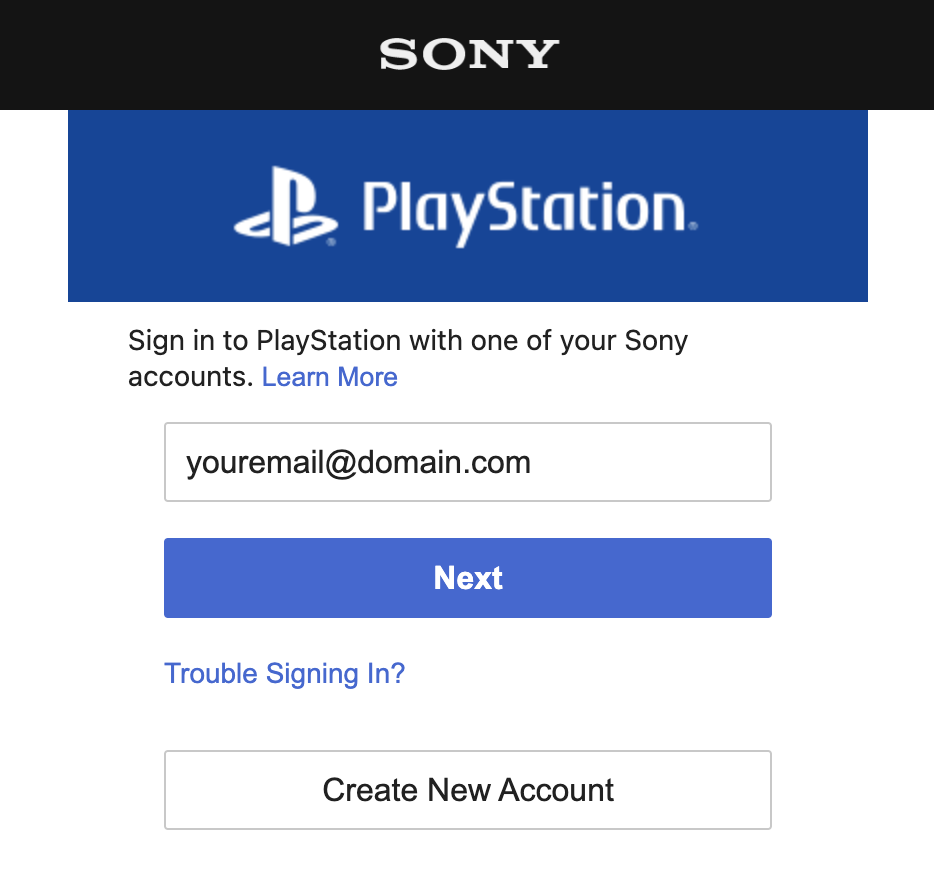 SONY
PlayStation®
Sign in to PlayStation with one of your Sony
accounts. Learn More
youremail@domain.com
Next
Trouble Signing In?
Create New Account